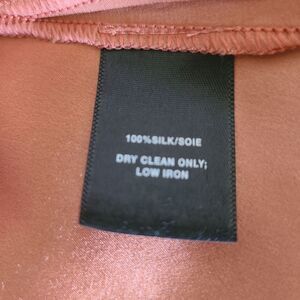 100%SILK/SOIE
DRY CLEAN ONLY;
LOW IRON